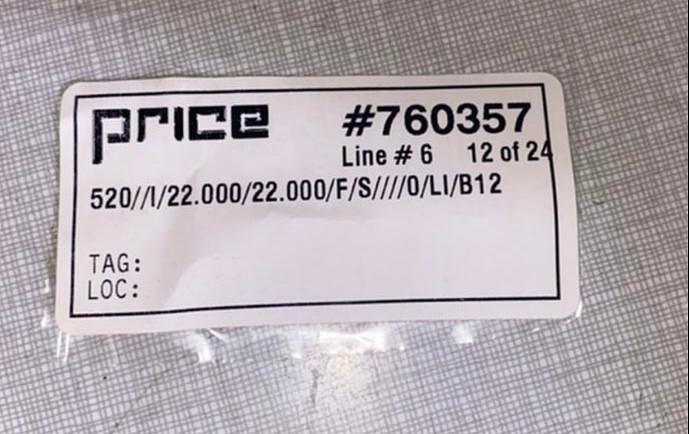 price #760357
Line # 6 12 of 24
520//I/22.000/22.000/F/S////0/LI/B12
TAG:
LOC: